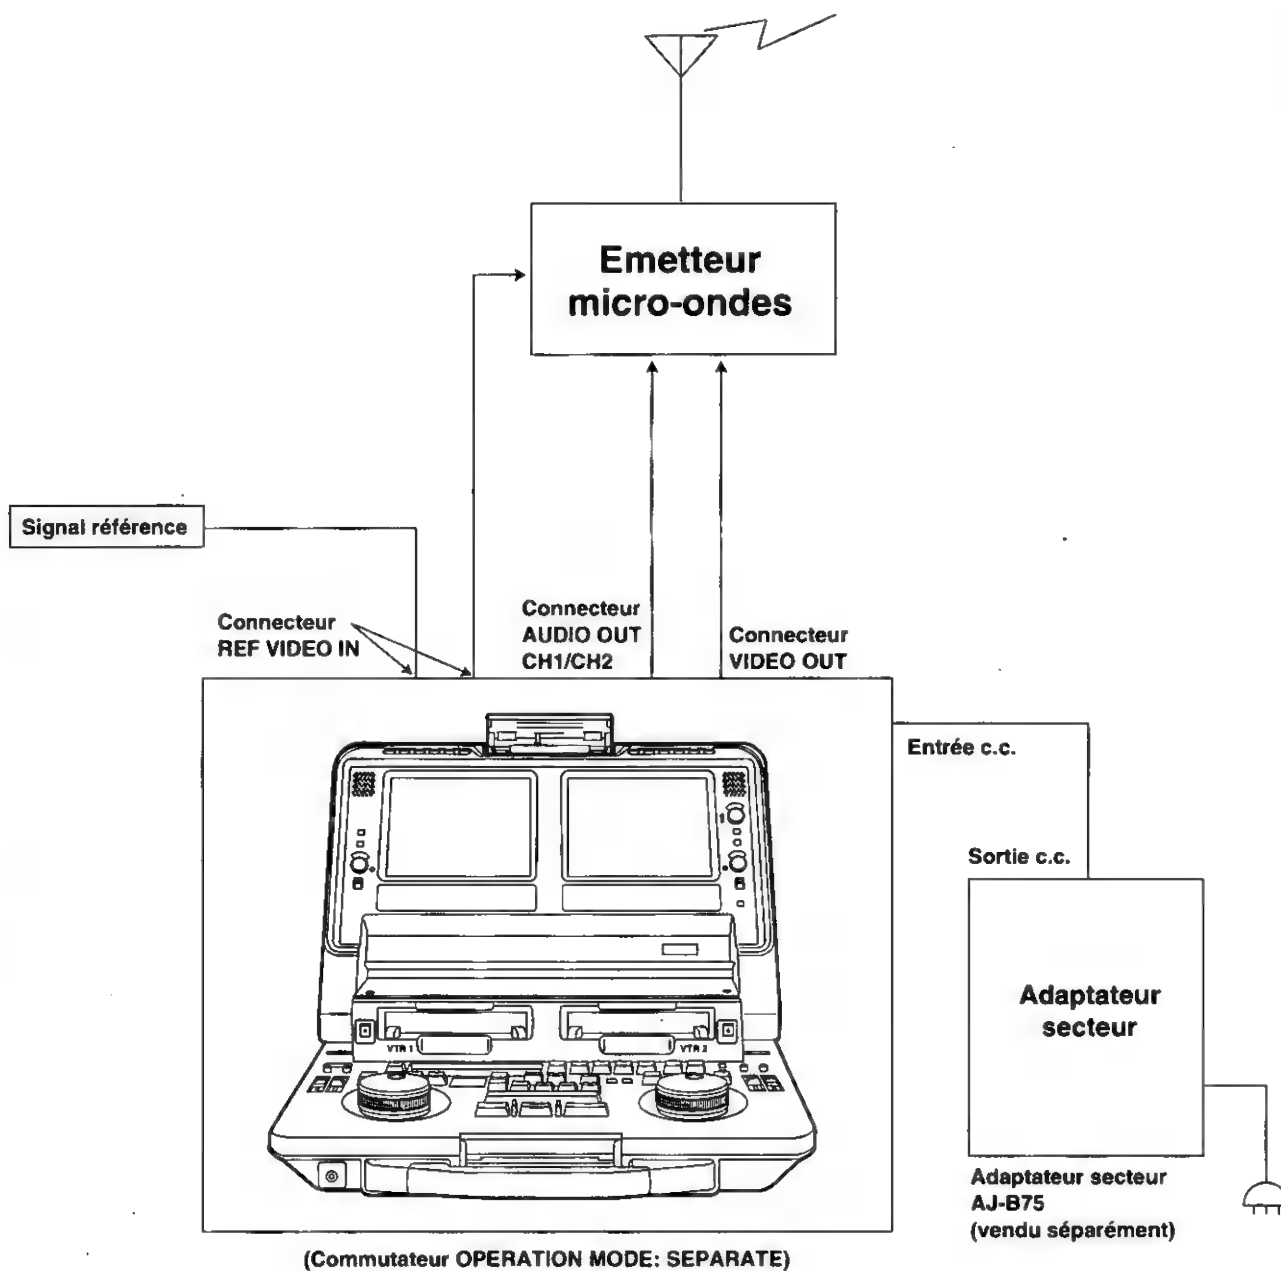 Emetteur
micro-ondes
Signal référence
Connecteur
REF VIDEO IN
Connecteur
AUDIO OUT
CH1/CH2
Connecteur
VIDEO OUT
Entrée c.c.
Sortie c.c.
Adaptateur
secteur
VTR 1
VTR 2
Adaptateur secteur
AJ-B75
(vendu séparément)
(Commutateur OPERATION MODE: SEPARATE)